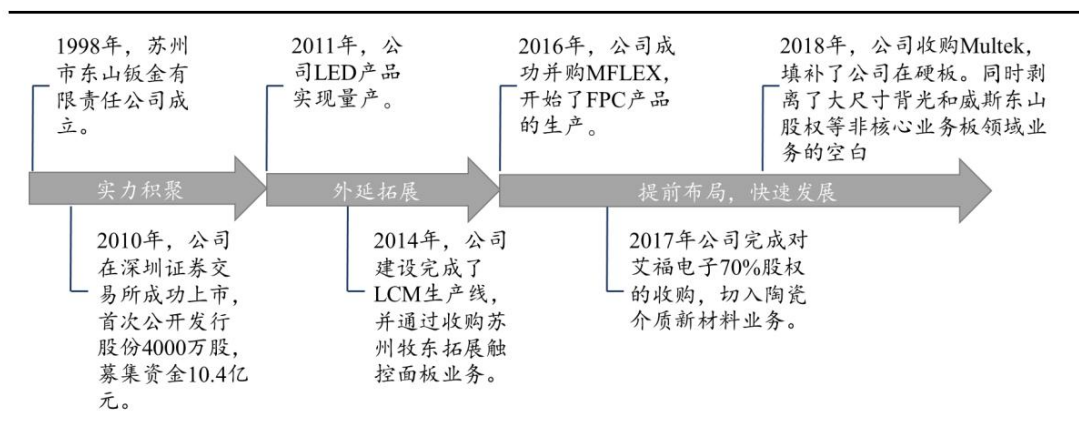 1998年，苏州
市东山钣金有
限责任公司成
立。
2011年，公
司LED产品
实现量产。
2016年，公司成
功并购MFLEX，
开始了FPC产品
的生产。
2018年，公司收购Multek，
填补了公司在硬板。同时剥
离了大尺寸背光和威斯东山
股权等非核心业务板领域业
务的空白
实力积聚
外延拓展
提前布局，快速发展
2010年，公司
在深圳证券交
易所成功上市，
首次公开发行
股份4000万股，
募集资金10.4亿
元。
2014年，公司
建设完成了
LCM生产线，
并通过收购苏
州牧东拓展触
控面板业务。
2017年公司完成对
艾福电子70%股权
的收购，切入陶瓷
介质新材料业务。